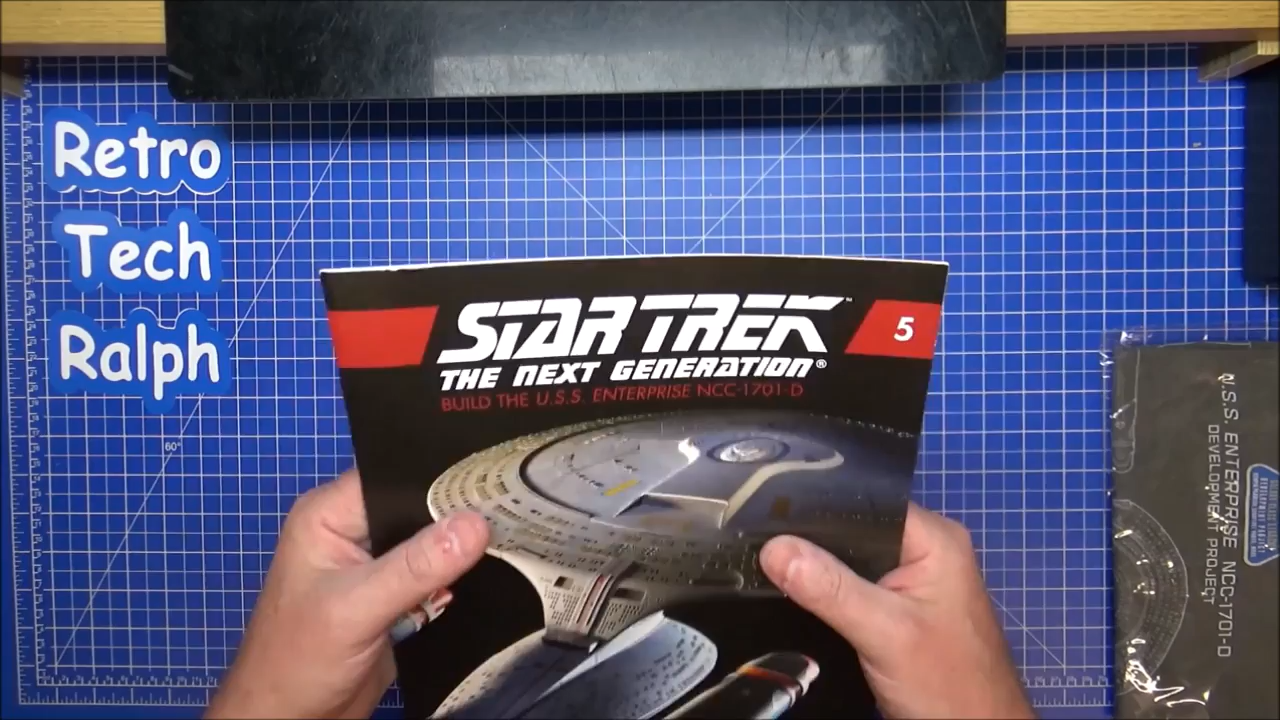 Retro
Tech
Ralph
STAR TREK™
5
THE NEXT GENERATION®
BUILD THE U.S.S. ENTERPRISE NCC-1701-D
60°
U.S.S. ENTERPRISE NCC-1701-D
DEVELOPMENT PROJECT